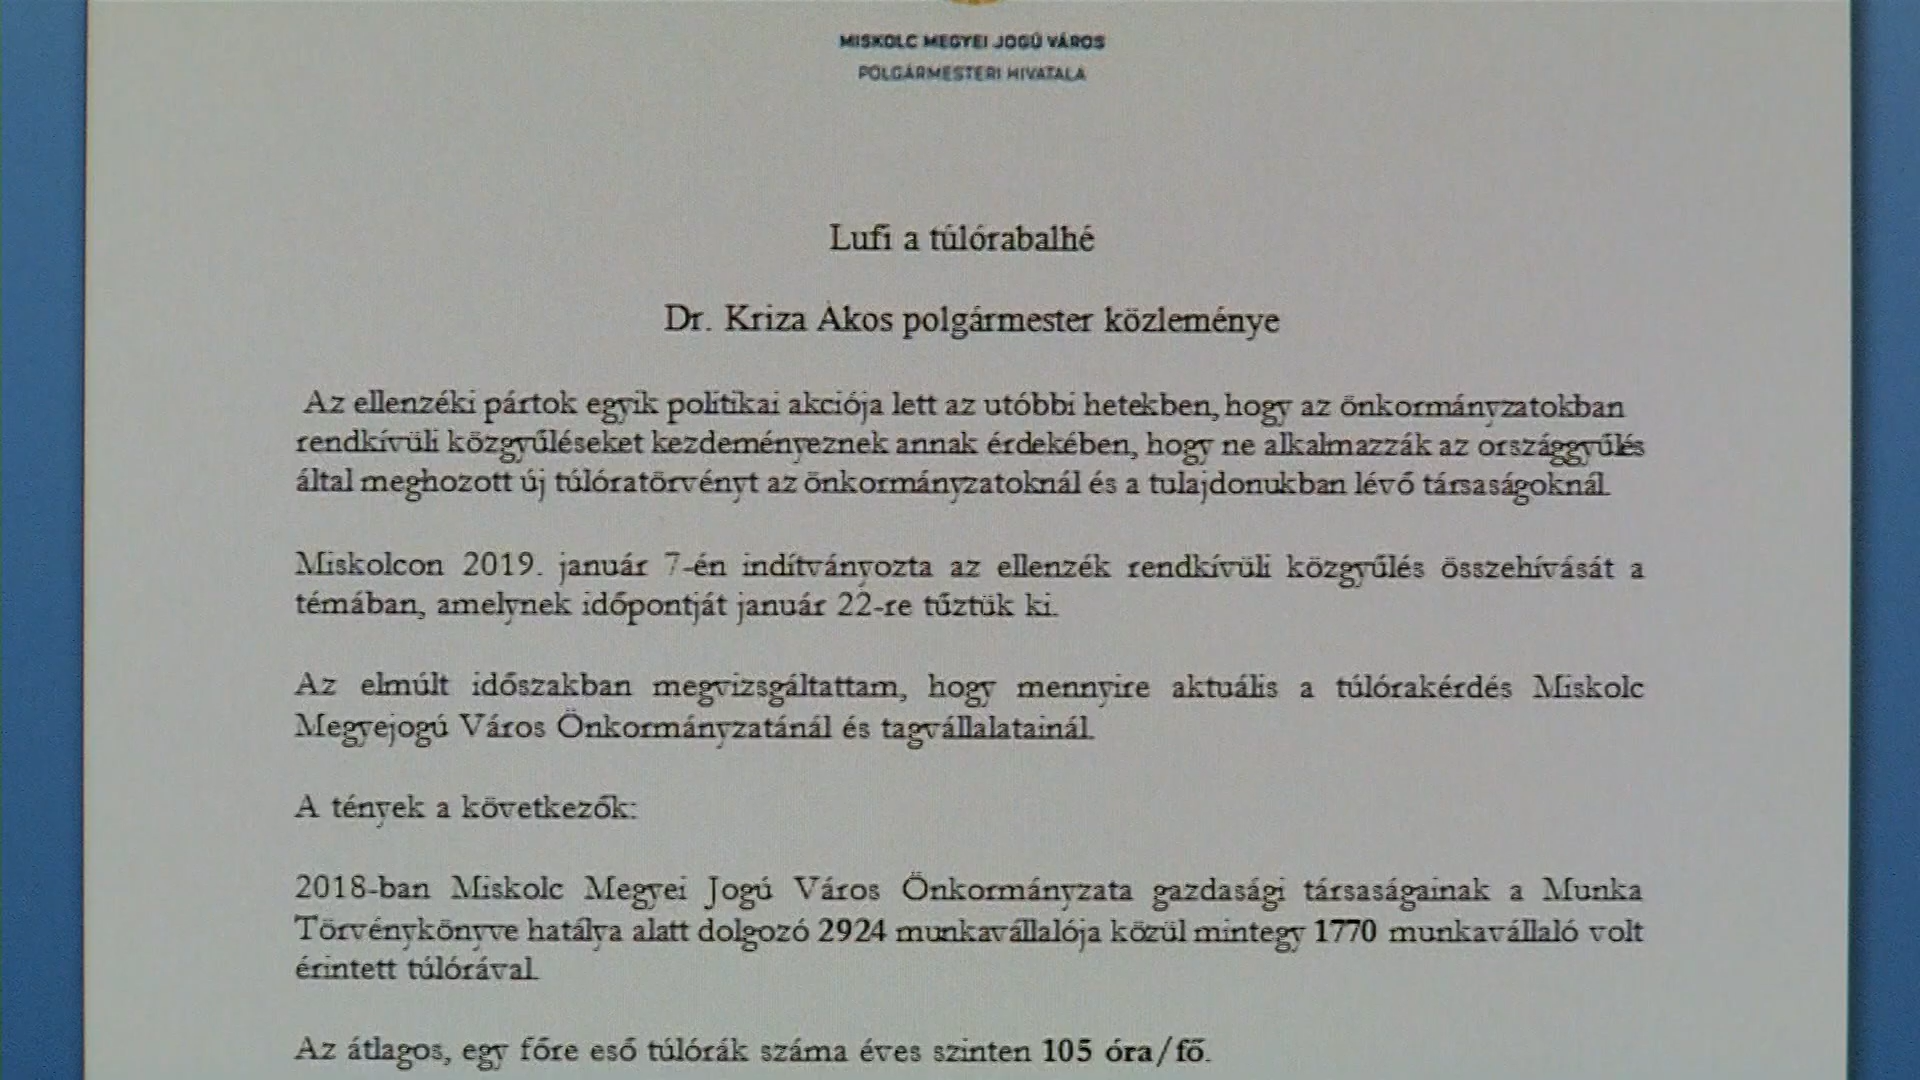 MISKOLC MEGYEI JOGÚ VÁROS
POLGÁRMESTERI HIVATALA
Lufi a túlórabalhé
Dr. Kriza Ákos polgármester közleménye
Az ellenzéki pártok egyik politikai akciója lett az utóbbi hetekben, hogy az önkormányzatokban
rendkívüli közgyűléseket kezdeményeznek annak érdekében, hogy ne alkalmazzák az országgyűlés
által meghozott új túlóratörvényt az önkormányzatoknál és a tulajdonukban lévő társaságoknál.
Miskolcon 2019. január 7-én indítványozta az ellenzék rendkívüli közgyűlés összehívását a
témában, amelynek időpontját január 22-re tűztük ki.
Az elmúlt időszakban megvizsgáltattam, hogy mennyire aktuális a túlórakérdés Miskolc
Megyejogú Város Önkormányzatánál és tagvállalatainál.
A tények a következők:
2018-ban Miskolc Megyei Jogú Város Önkormányzata gazdasági társaságainak a Munka
Törvénykönyve hatálya alatt dolgozó 2924 munkavállalója közül mintegy 1770 munkavállaló volt
érintett túlórával.
Az átlagos, egy főre eső túlórák száma éves szinten 105 óra/fő.